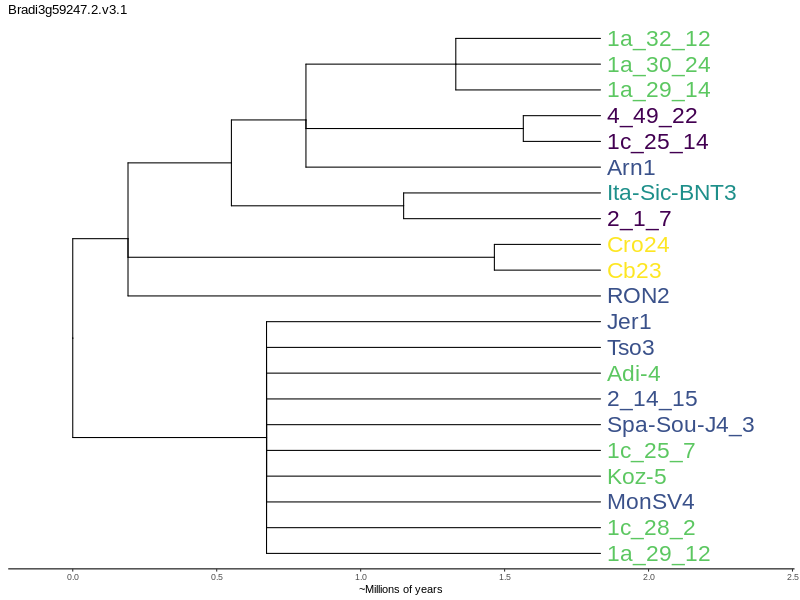 Bradi3g59247.2.v3.1
1a_32_12
1a_30_24
1a_29_14
4_49_22
1c_25_14
Arn1
Ita-Sic-BNT3
2_1_7
Cro24
Cb23
RON2
Jer1
Tso3
Adi-4
2_14_15
Spa-Sou-J4_3
1c_25_7
Koz-5
MonSV4
1c_28_2
1a_29_12
0.0 0.5 1.0 1.5 2.0 2.5
~Millions of years